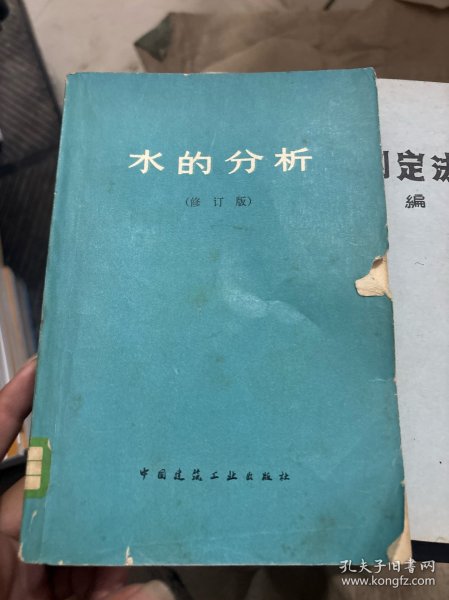 水的分析
（修订版）
中国建筑工业出版社
定法
编
孔夫子旧书网
www.kongfz.com